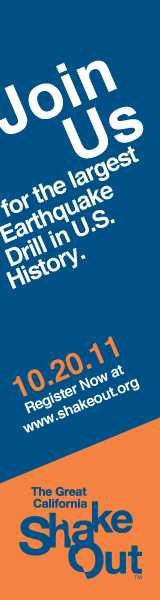 Join
Us
for the largest
Earthquake
Drill in U.S.
History.
10.20.11
Register Now at
www.shakeout.org
The Great
California
Shake
Out
TM